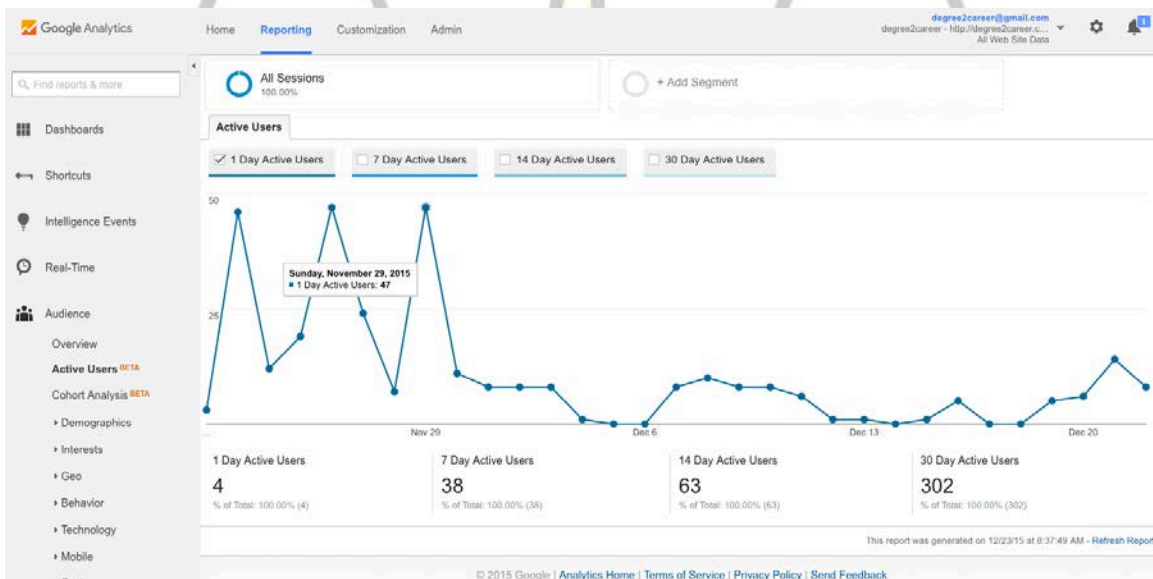 Google Analytics
Home Reporting Customization Admin
degree2career@gmail.com
degree2career - http://degree2career.c...
All Web Site Data
1
Find reports & more
All Sessions
100.00%
+ Add Segment
Dashboards
Shortcuts
Intelligence Events
Real-Time
Audience
Overview
Active Users BETA
Cohort Analysis BETA
Demographics
Interests
Geo
Behavior
Technology
Mobile
Active Users
1 Day Active Users 7 Day Active Users 14 Day Active Users 30 Day Active Users
50
25
Sunday, November 29, 2015
1 Day Active Users: 47
... Nov 29 Dec 6 Dec 13 Dec 20
1 Day Active Users
4
% of Total: 100.00% (4)
7 Day Active Users
38
% of Total: 100.00% (38)
14 Day Active Users
63
% of Total: 100.00% (63)
30 Day Active Users
302
% of Total: 100.00% (302)
This report was generated on 12/23/15 at 8:37:49 AM - Refresh Report
© 2015 Google | Analytics Home | Terms of Service | Privacy Policy | Send Feedback